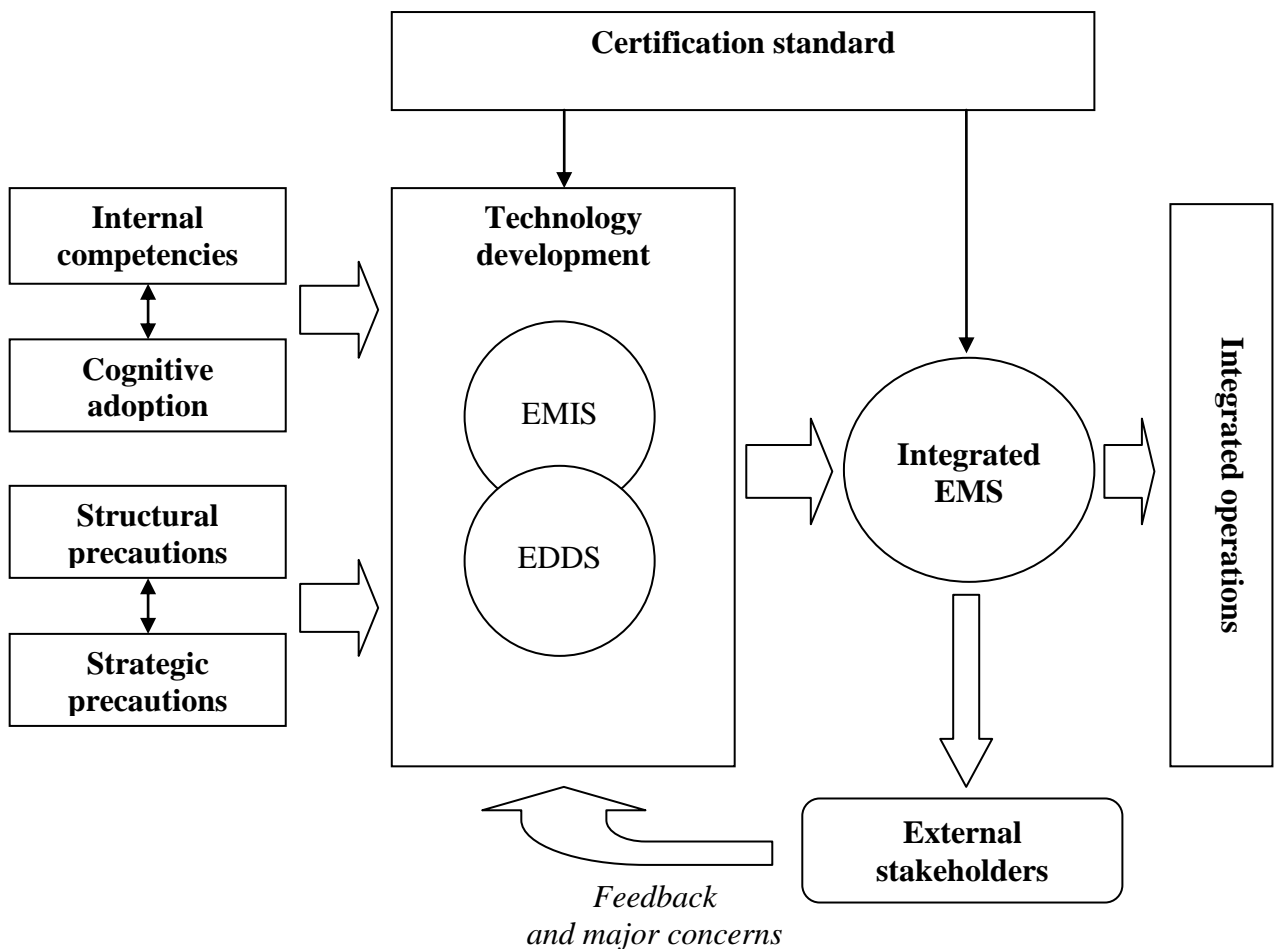 Certification standard
Internal
competencies
Cognitive
adoption
Structural
precautions
Strategic
precautions
Technology
development
EMIS
EDDS
Integrated
EMS
Integrated operations
External
stakeholders
Feedback
and major concerns